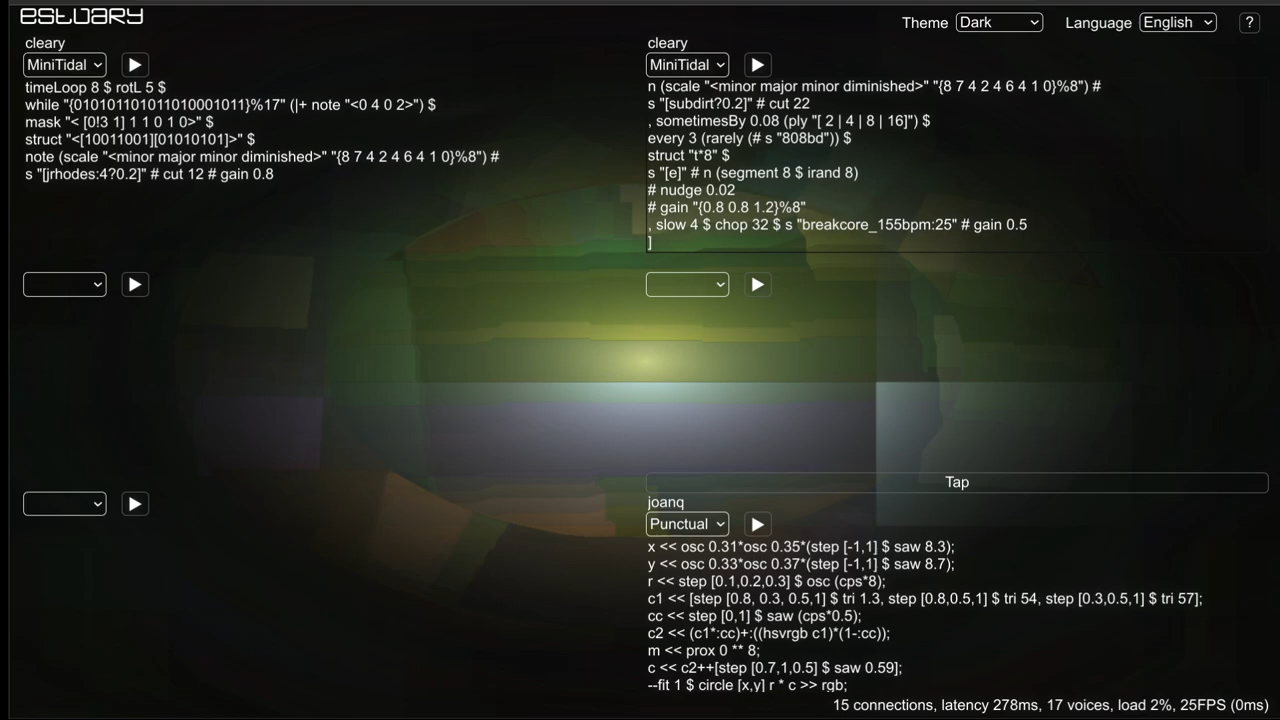 estuary
Theme Dark Language English ?
cleary
MiniTidal
timeLoop 8 $ rotL 5 $
while "{010101101011010001011}%17" (|+ note "<0 4 0 2>") $
mask "< [0!3 1] 1 1 0 1 0>" $
struct "<[10011001][01010101]>" $
note (scale "<minor major minor diminished>" "{8 7 4 2 4 6 4 1 0}%8") #
s "[jrhodes:4?0.2]" # cut 12 # gain 0.8
cleary
MiniTidal
n (scale "<minor major minor diminished>" "{8 7 4 2 4 6 4 1 0}%8") #
s "[subdirt?0.2]" # cut 22
, sometimesBy 0.08 (ply "[ 2 | 4 | 8 | 16]") $
every 3 (rarely (# s "808bd")) $
struct "t*8" $
s "[e]" # n (segment 8 $ irand 8)
# nudge 0.02
# gain "{0.8 0.8 1.2}%8"
, slow 4 $ chop 32 $ s "breakcore_155bpm:25" # gain 0.5
]
Tap
joanq
Punctual
x << osc 0.31*osc 0.35*(step [-1,1] $ saw 8.3);
y << osc 0.33*osc 0.37*(step [-1,1] $ saw 8.7);
r << step [0.1,0.2,0.3] $ osc (cps*8);
c1 << [step [0.8, 0.3, 0.5,1] $ tri 1.3, step [0.8,0.5,1] $ tri 54, step [0.3,0.5,1] $ tri 57];
cc << step [0,1] $ saw (cps*0.5);
c2 << (c1*:cc)+:((hsvrgb c1)*(1-:cc));
m << prox 0 ** 8;
c << c2++[step [0.7,1,0.5] $ saw 0.59];
--fit 1 $ circle [x,y] r * c >> rgb;
15 connections, latency 278ms, 17 voices, load 2%, 25FPS (0ms)